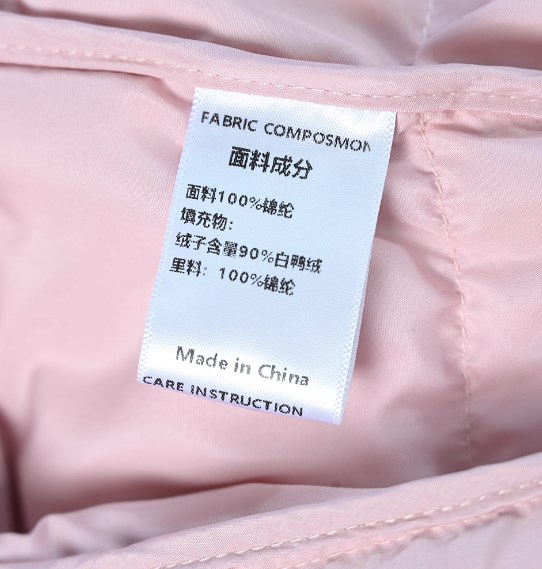 FABRIC COMPOSMON
面料成分
面料100%锦纶
填充物：
绒子含量90%白鸭绒
里料：100%锦纶
Made in China
CARE INSTRUCTION